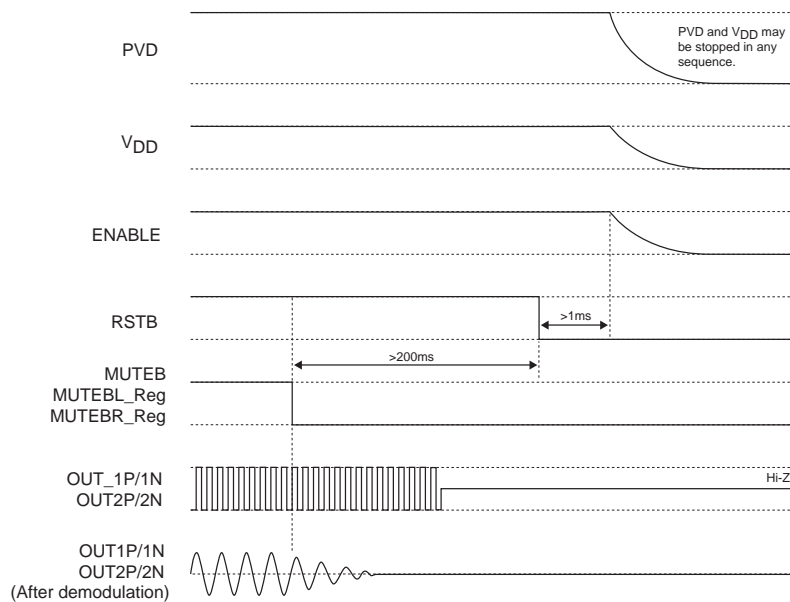 PVD
PVD and VDD may
be stopped in any
sequence.
VDD
ENABLE
RSTB
>1ms
>200ms
MUTEB
MUTEBL_Reg
MUTEBR_Reg
OUT_1P/1N
OUT2P/2N
Hi-Z
OUT1P/1N
OUT2P/2N
(After demodulation)